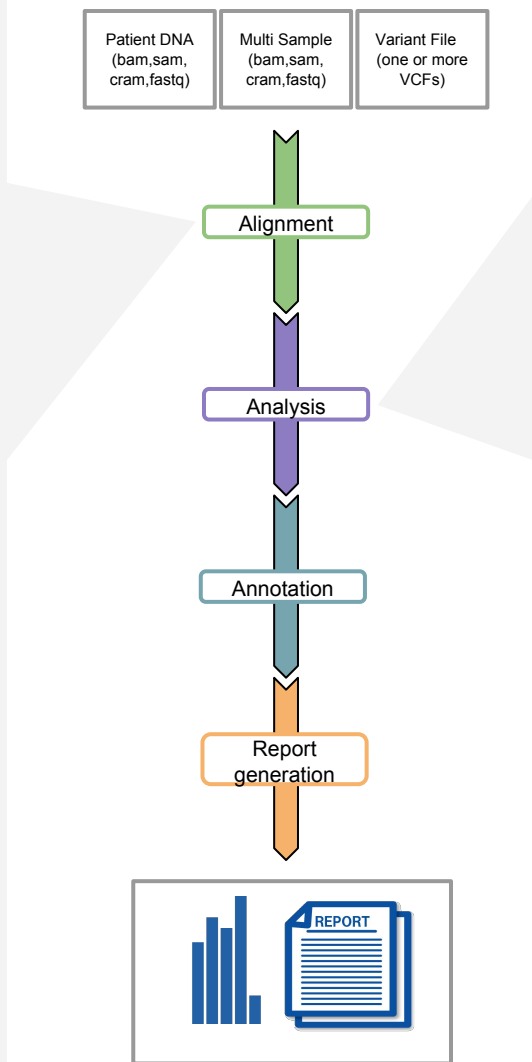 Patient DNA
(bam,sam,
cram,fastq)
Multi Sample
(bam,sam,
cram,fastq)
Variant File
(one or more
VCFs)
Alignment
Analysis
Annotation
Report
generation
REPORT